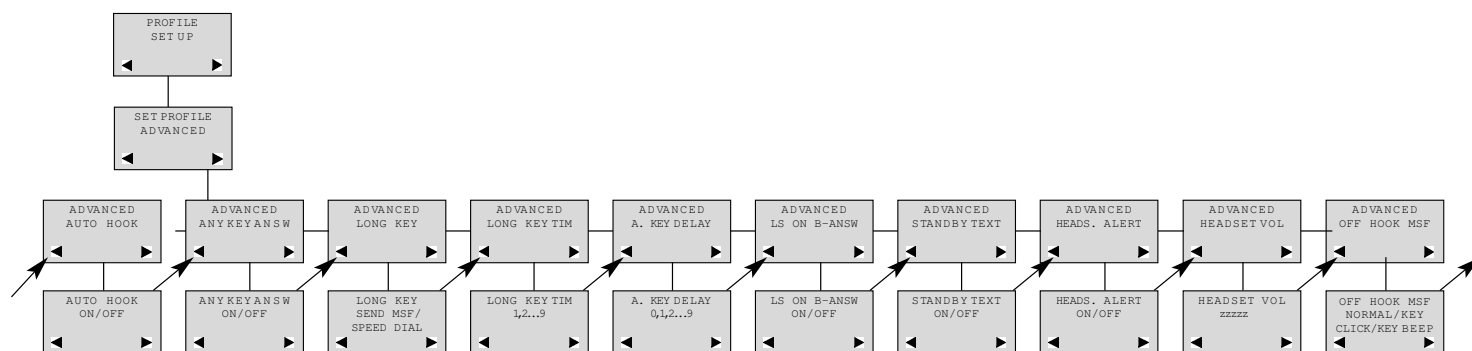 PROFILE
SET UP
SET PROFILE
ADVANCED
ADVANCED
AUTO HOOK
ADVANCED
ANY KEY ANSW
ADVANCED
LONG KEY
ADVANCED
LONG KEY TIM
ADVANCED
A. KEY DELAY
ADVANCED
LS ON B-ANSW
ADVANCED
STANDBY TEXT
ADVANCED
HEADS. ALERT
ADVANCED
HEADSET VOL
ADVANCED
OFF HOOK MSF
AUTO HOOK
ON/OFF
ANY KEY ANSW
ON/OFF
LONG KEY
SEND MSF/
SPEED DIAL
LONG KEY TIM
1,2...9
A. KEY DELAY
0,1,2...9
LS ON B-ANSW
ON/OFF
STANDBY TEXT
ON/OFF
HEADS. ALERT
ON/OFF
HEADSET VOL
zzzzz
OFF HOOK MSF
NORMAL/KEY
CLICK/KEY BEEP